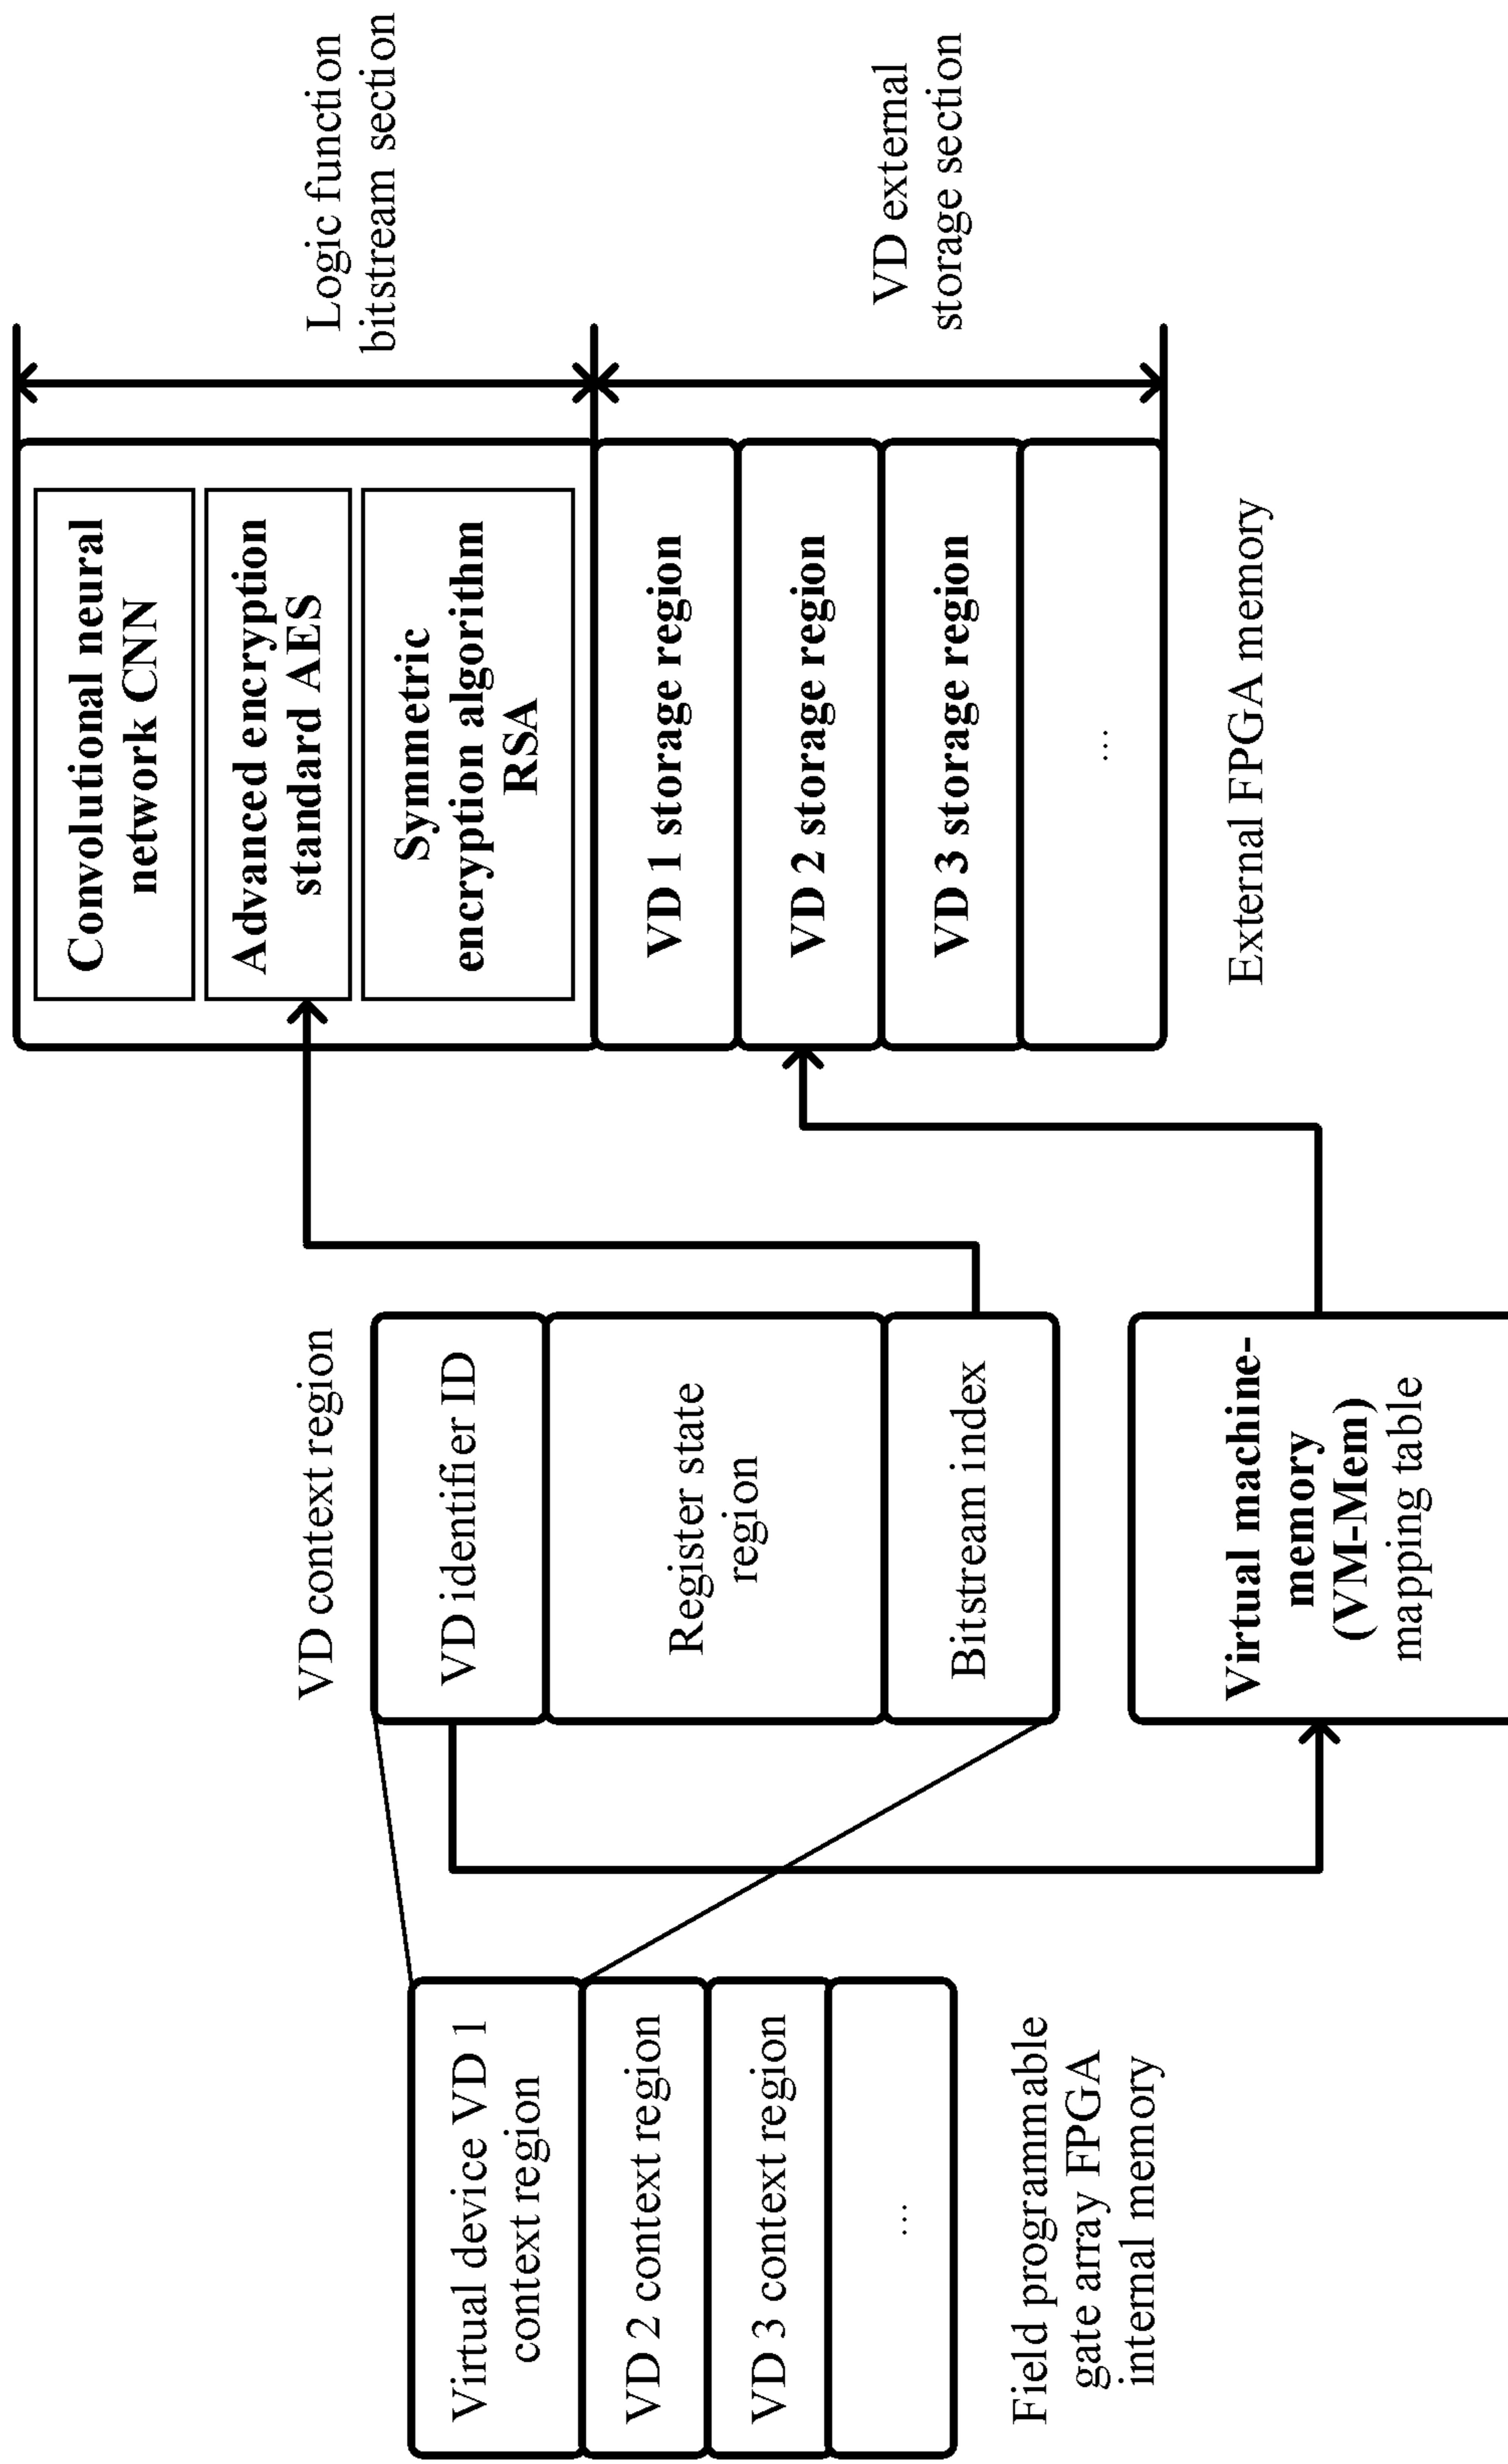 Virtual device VD 1
context region
VD 2 context region
VD 3 context region
...
Field programmable
gate array FPGA
internal memory
VD context region
VD identifier ID
Register state
region
Bitstream index
Virtual machine-
memory
(VM-Mem)
mapping table
Convolutional neural
network CNN
Advanced encryption
standard AES
Symmetric
encryption algorithm
RSA
VD 1 storage region
VD 2 storage region
VD 3 storage region
...
External FPGA memory
Logic function
bitstream section
VD external
storage section